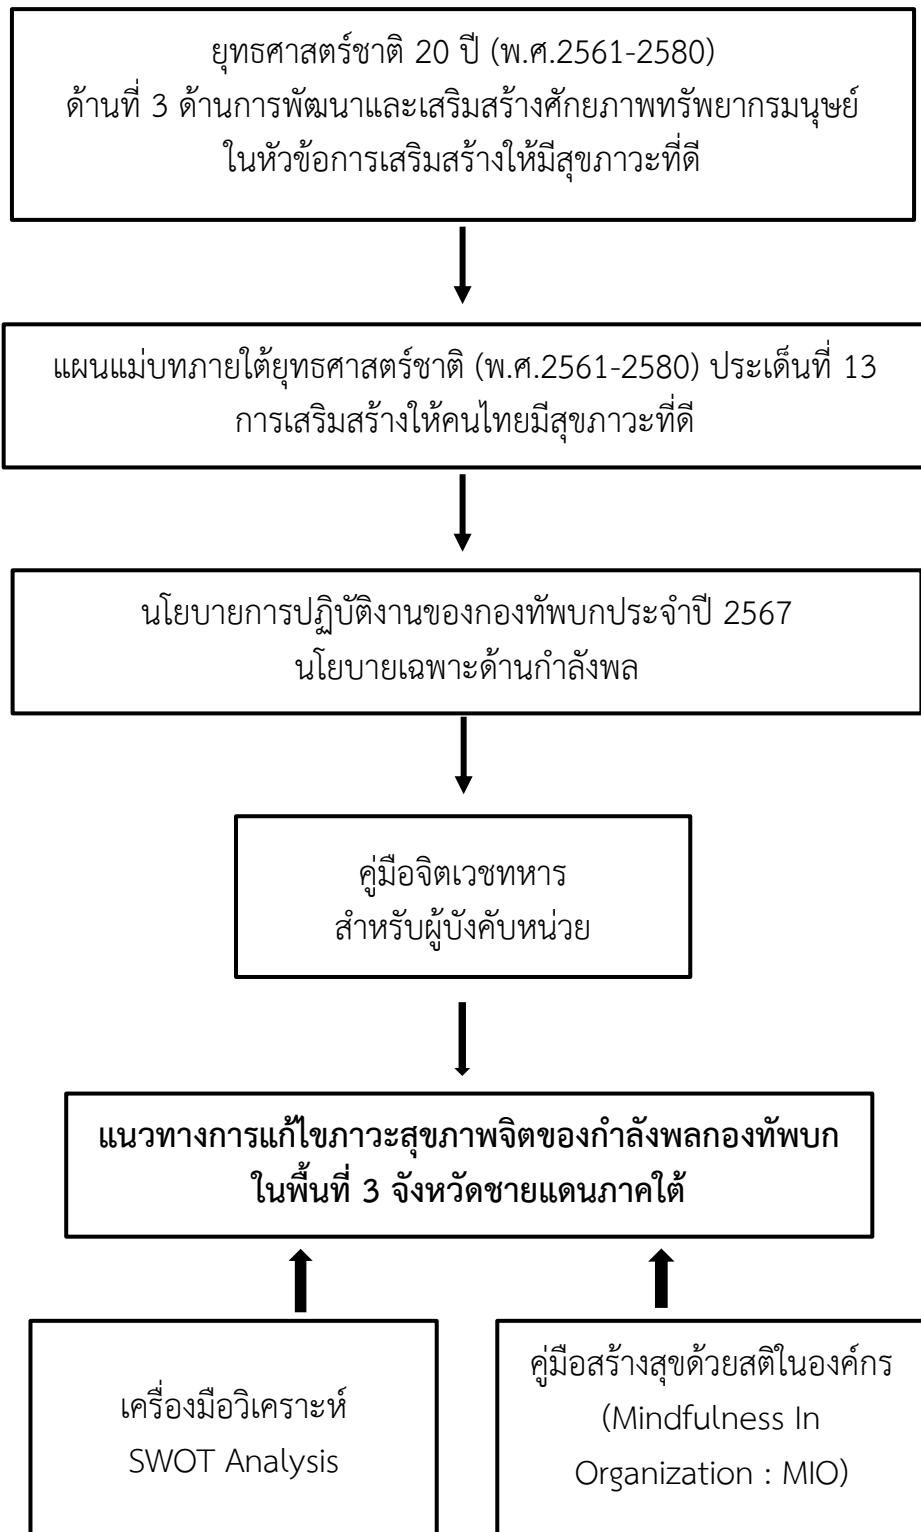 ยุทธศาสตร์ชาติ 20 ปี (พ.ศ.2561-2580)
ด้านที่ 3 ด้านการพัฒนาและเสริมสร้างศักยภาพทรัพยากรมนุษย์
ในหัวข้อการเสริมสร้างให้มีสุขภาวะที่ดี
แผนแม่บทภายใต้ยุทธศาสตร์ชาติ (พ.ศ.2561-2580) ประเด็นที่ 13
การเสริมสร้างให้คนไทยมีสุขภาวะที่ดี
นโยบายการปฏิบัติงานของกองทัพบกประจำปี 2567
นโยบายเฉพาะด้านกำลังพล
คู่มือจิตเวชทหาร
สำหรับผู้บังคับหน่วย
แนวทางการแก้ไขภาวะสุขภาพจิตของกำลังพลกองทัพบก
ในพื้นที่ 3 จังหวัดชายแดนภาคใต้
เครื่องมือวิเคราะห์
SWOT Analysis
คู่มือสร้างสุขด้วยสติในองค์กร
(Mindfulness In
Organization : MIO)